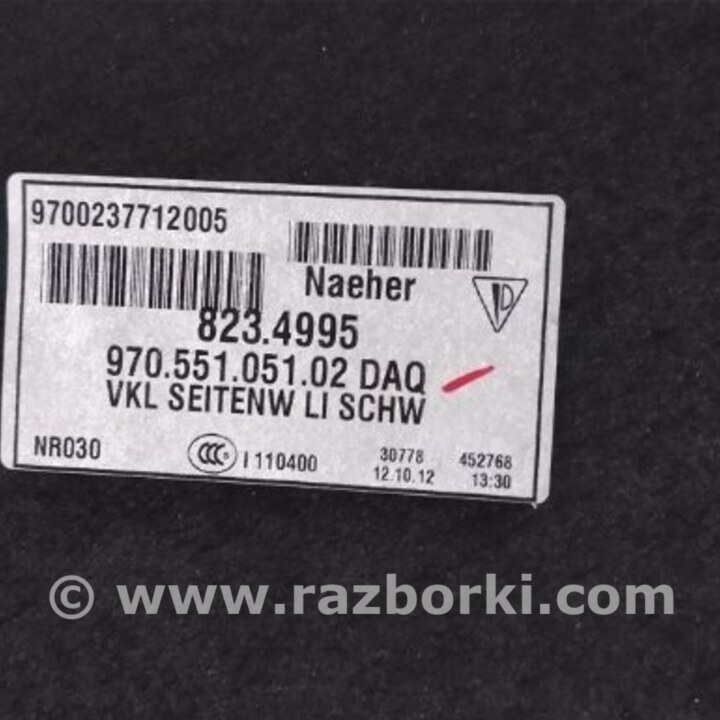 9700237712005
Naeher
823.4995
970.551.051.02 DAQ
VKL SEITENW LI SCHW
NR030
CCC S
I 110400
30778
452768
12.10.12
13:30
© www.razborki.com